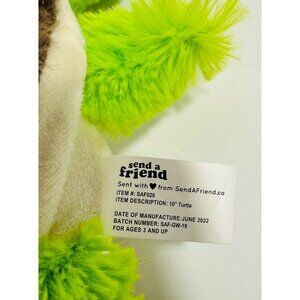 send a
friend
Sent with ♥ from SendAFriend.co
ITEM #: SAF028
ITEM DESCRIPTION: 10" Turtle
DATE OF MANUFACTURE: JUNE 2022
BATCH NUMBER: SAF-GW-19
FOR AGES 3 AND UP